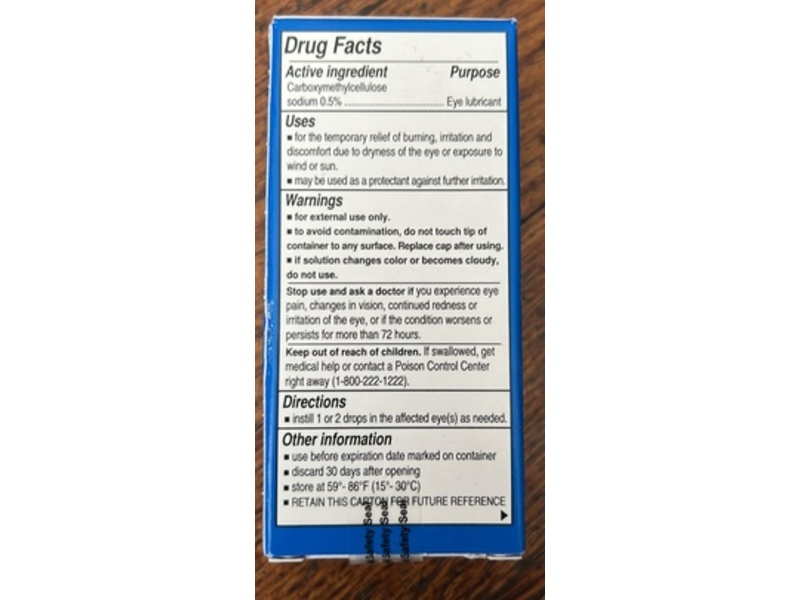 Drug Facts
Active ingredient Purpose
Carboxymethylcellulose
sodium 0.5% ........................................ Eye lubricant
Uses
■ for the temporary relief of burning, irritation and
discomfort due to dryness of the eye or exposure to
wind or sun.
■ may be used as a protectant against further irritation.
Warnings
■ for external use only.
■ to avoid contamination, do not touch tip of
container to any surface. Replace cap after using.
■ if solution changes color or becomes cloudy,
do not use.
Stop use and ask a doctor if you experience eye
pain, changes in vision, continued redness or
irritation of the eye, or if the condition worsens or
persists for more than 72 hours.
Keep out of reach of children. If swallowed, get
medical help or contact a Poison Control Center
right away (1-800-222-1222).
Directions
■ instill 1 or 2 drops in the affected eye(s) as needed.
Other information
■ use before expiration date marked on container
■ discard 30 days after opening
■ store at 59°- 86°F (15°- 30°C)
■ RETAIN THIS CARTON FOR FUTURE REFERENCE
Safety Seal
Safety Seal
Safety Seal